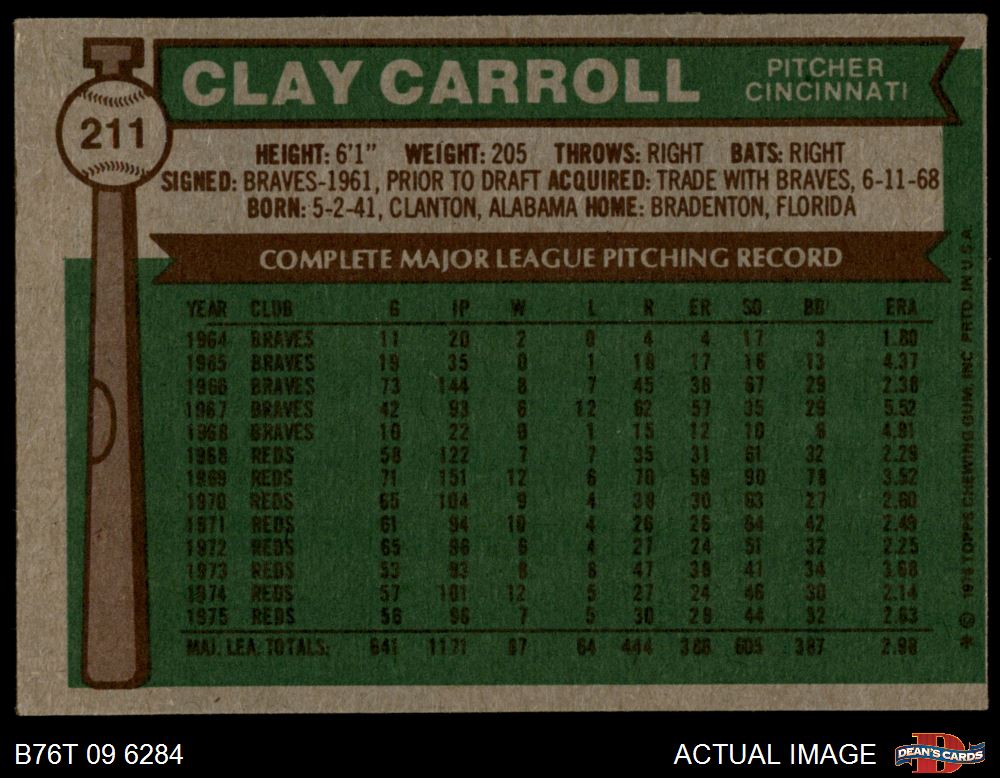 CLAY CARROLL
PITCHER
CINCINNATI
211
HEIGHT: 6'1" WEIGHT: 205 THROWS: RIGHT BATS: RIGHT
SIGNED: BRAVES-1961, PRIOR TO DRAFT ACQUIRED: TRADE WITH BRAVES, 6-11-68
BORN: 5-2-41, CLANTON, ALABAMA HOME: BRADENTON, FLORIDA
COMPLETE MAJOR LEAGUE PITCHING RECORD
YEAR CLUB G IP W L R ER SO BB ERA
1964 BRAVES 11 20 2 0 4 4 17 3 1.80
1965 BRAVES 19 35 0 1 18 17 16 13 4.37
1966 BRAVES 73 144 8 7 45 38 67 29 2.38
1967 BRAVES 42 93 6 12 62 57 35 29 5.52
1968 BRAVES 10 22 0 1 15 12 10 6 4.91
1968 REDS 58 122 7 7 35 31 61 32 2.29
1969 REDS 71 151 12 6 70 59 90 78 3.52
1970 REDS 65 104 9 4 38 30 63 27 2.60
1971 REDS 61 94 10 4 26 26 64 42 2.49
1972 REDS 65 96 6 4 27 24 51 32 2.25
1973 REDS 53 93 8 8 47 38 41 34 3.68
1974 REDS 57 101 12 5 27 24 46 30 2.14
1975 REDS 56 96 7 5 30 28 44 32 2.63
MAJ. LEA. TOTALS: 641 1171 87 64 444 388 605 387 2.98
* © 1976 TOPPS CHEWING GUM, INC. PRTD. IN U.S.A.
B76T 09 6284
ACTUAL IMAGE
DEAN'S CARDS